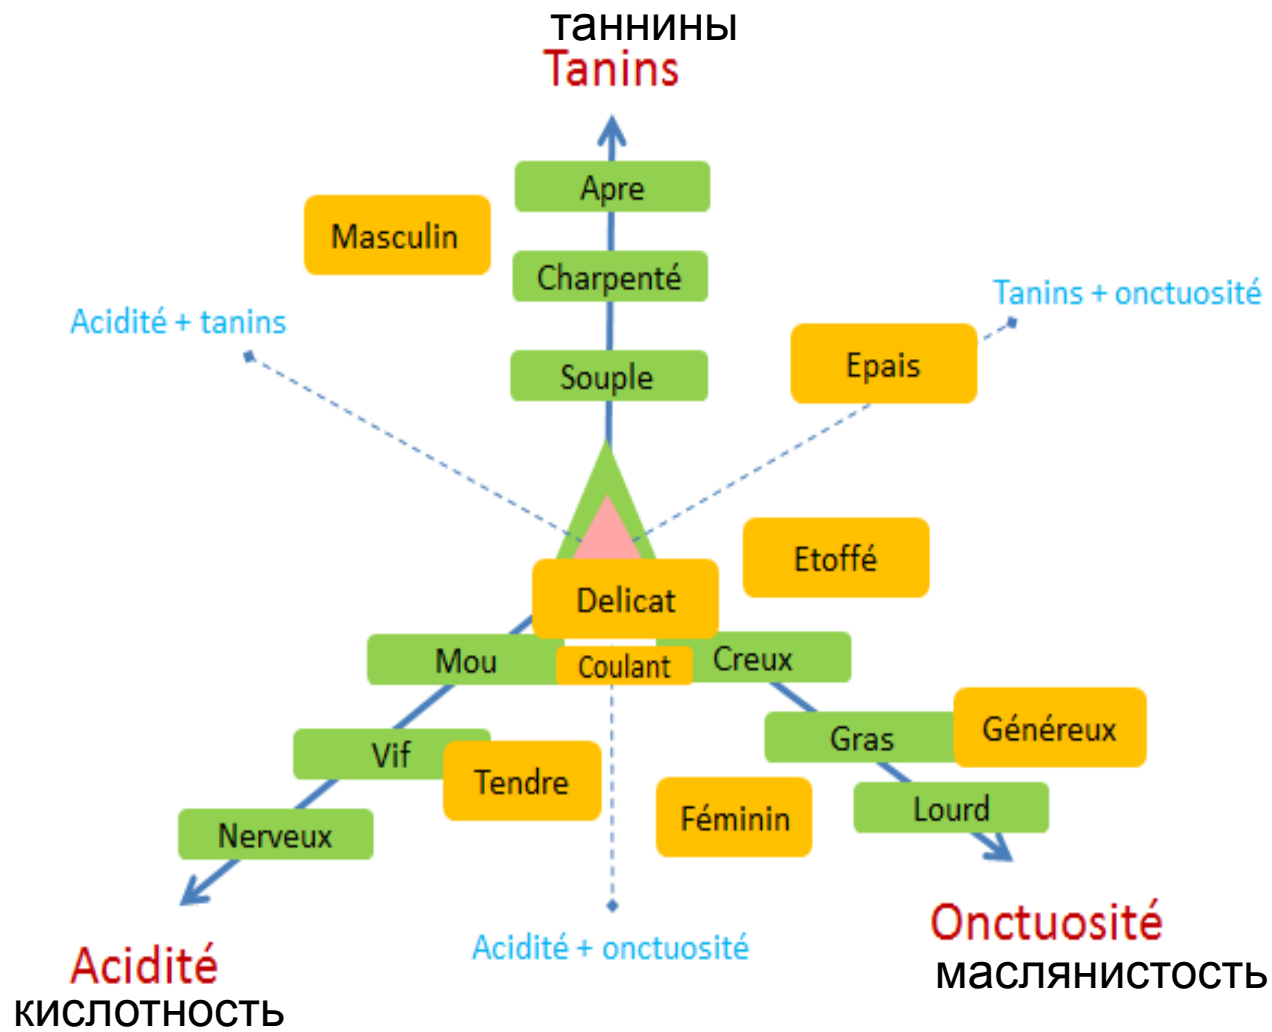 таннины
Tanins
Apre
Masculin
Charpenté
Tanins + onctuosité
Acidité + tanins
Epais
Souple
Etoffé
Delicat
Mou
Coulant
Creux
Généreux
Gras
Vif
Tendre
Lourd
Féminin
Nerveux
Onctuosité
Acidité + onctuosité
Acidité
маслянистость
кислотность